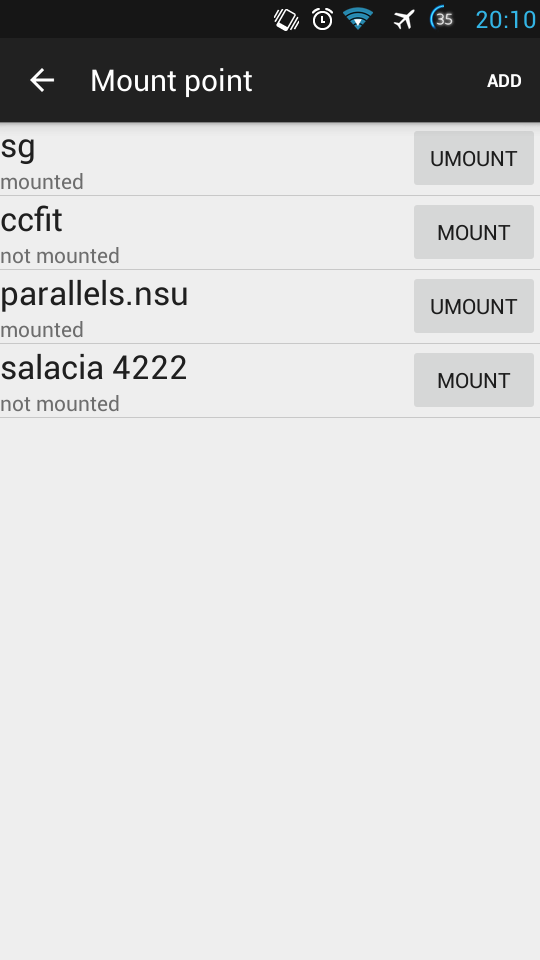 35 20:10
Mount point ADD
sg
mounted
UMOUNT
ccfit
not mounted
MOUNT
parallels.nsu
mounted
UMOUNT
salacia 4222
not mounted
MOUNT